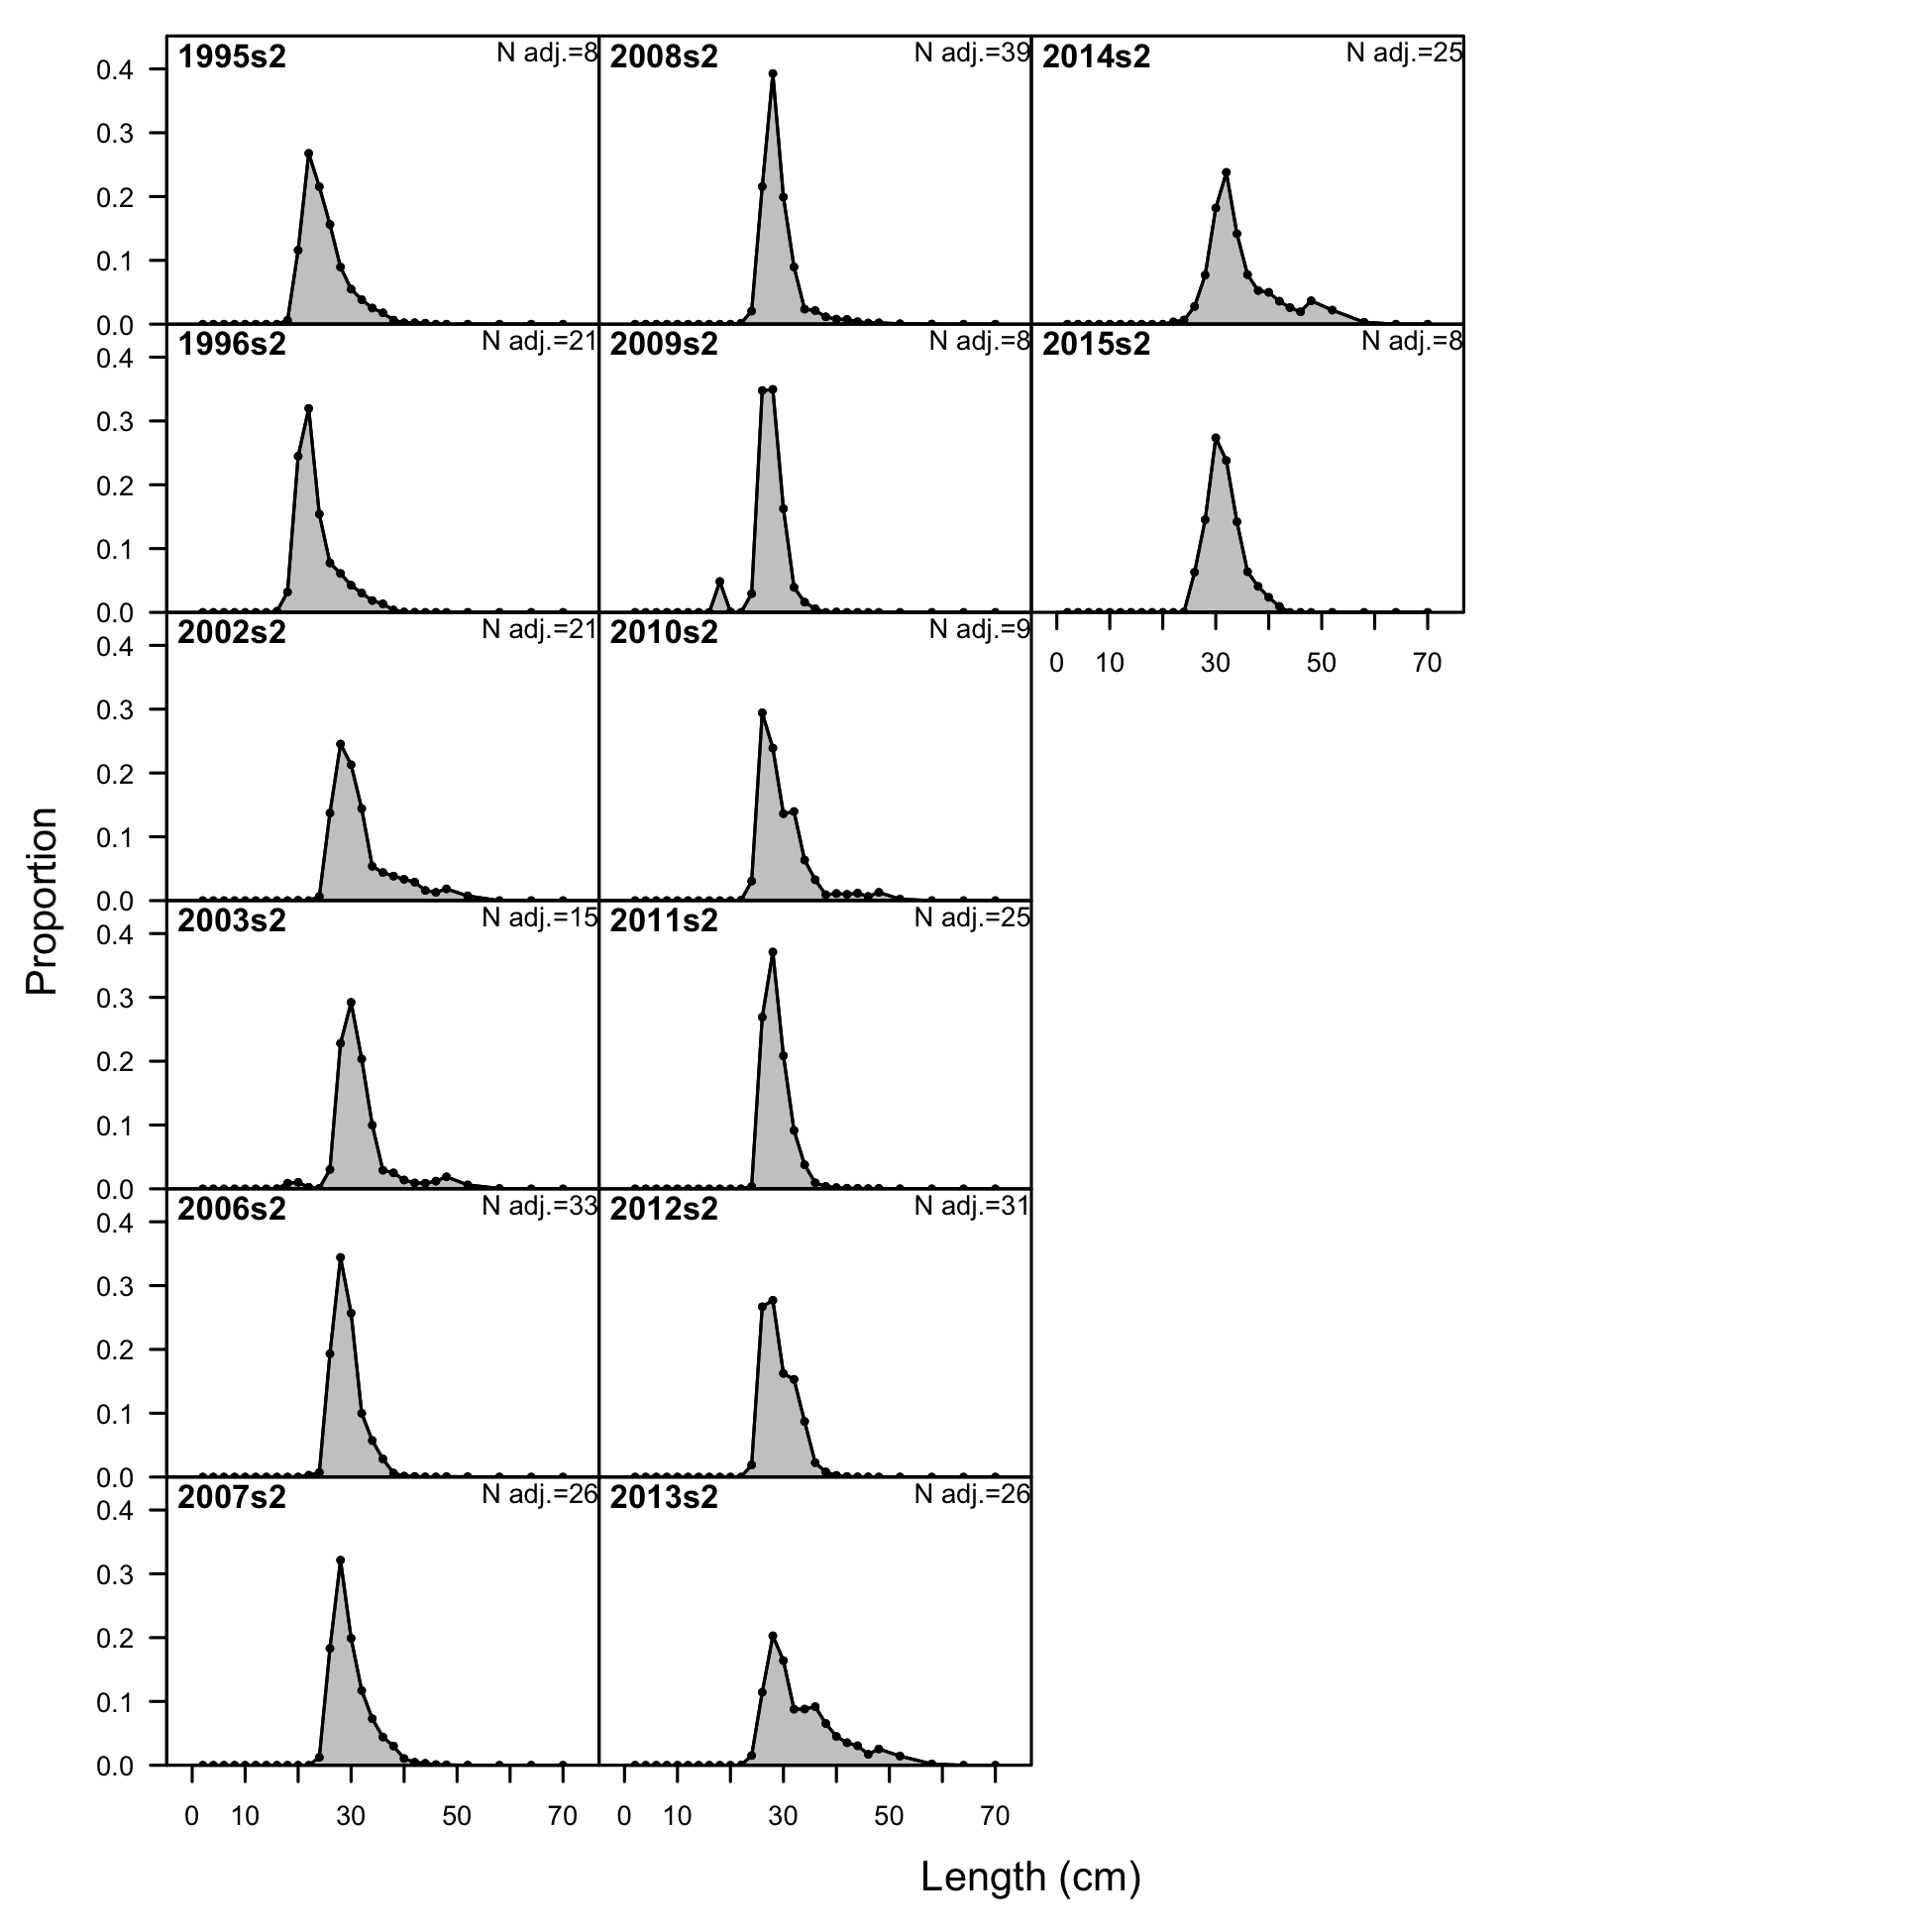 1995s2 N adj.=8
0.4
0.3
0.2
0.1
0.0
1996s2 N adj.=21
0.4
0.3
0.2
0.1
0.0
2002s2 N adj.=21
0.4
0.3
0.2
0.1
0.0
2003s2 N adj.=15
0.4
0.3
0.2
0.1
0.0
2006s2 N adj.=33
0.4
0.3
0.2
0.1
0.0
2007s2 N adj.=26
0.4
0.3
0.2
0.1
0.0
0 10 30 50 70
2008s2 N adj.=39
2009s2 N adj.=8
2010s2 N adj.=9
2011s2 N adj.=25
2012s2 N adj.=31
2013s2 N adj.=26
0 10 30 50 70
2014s2 N adj.=25
2015s2 N adj.=8
0 10 30 50 70
Proportion
Length (cm)